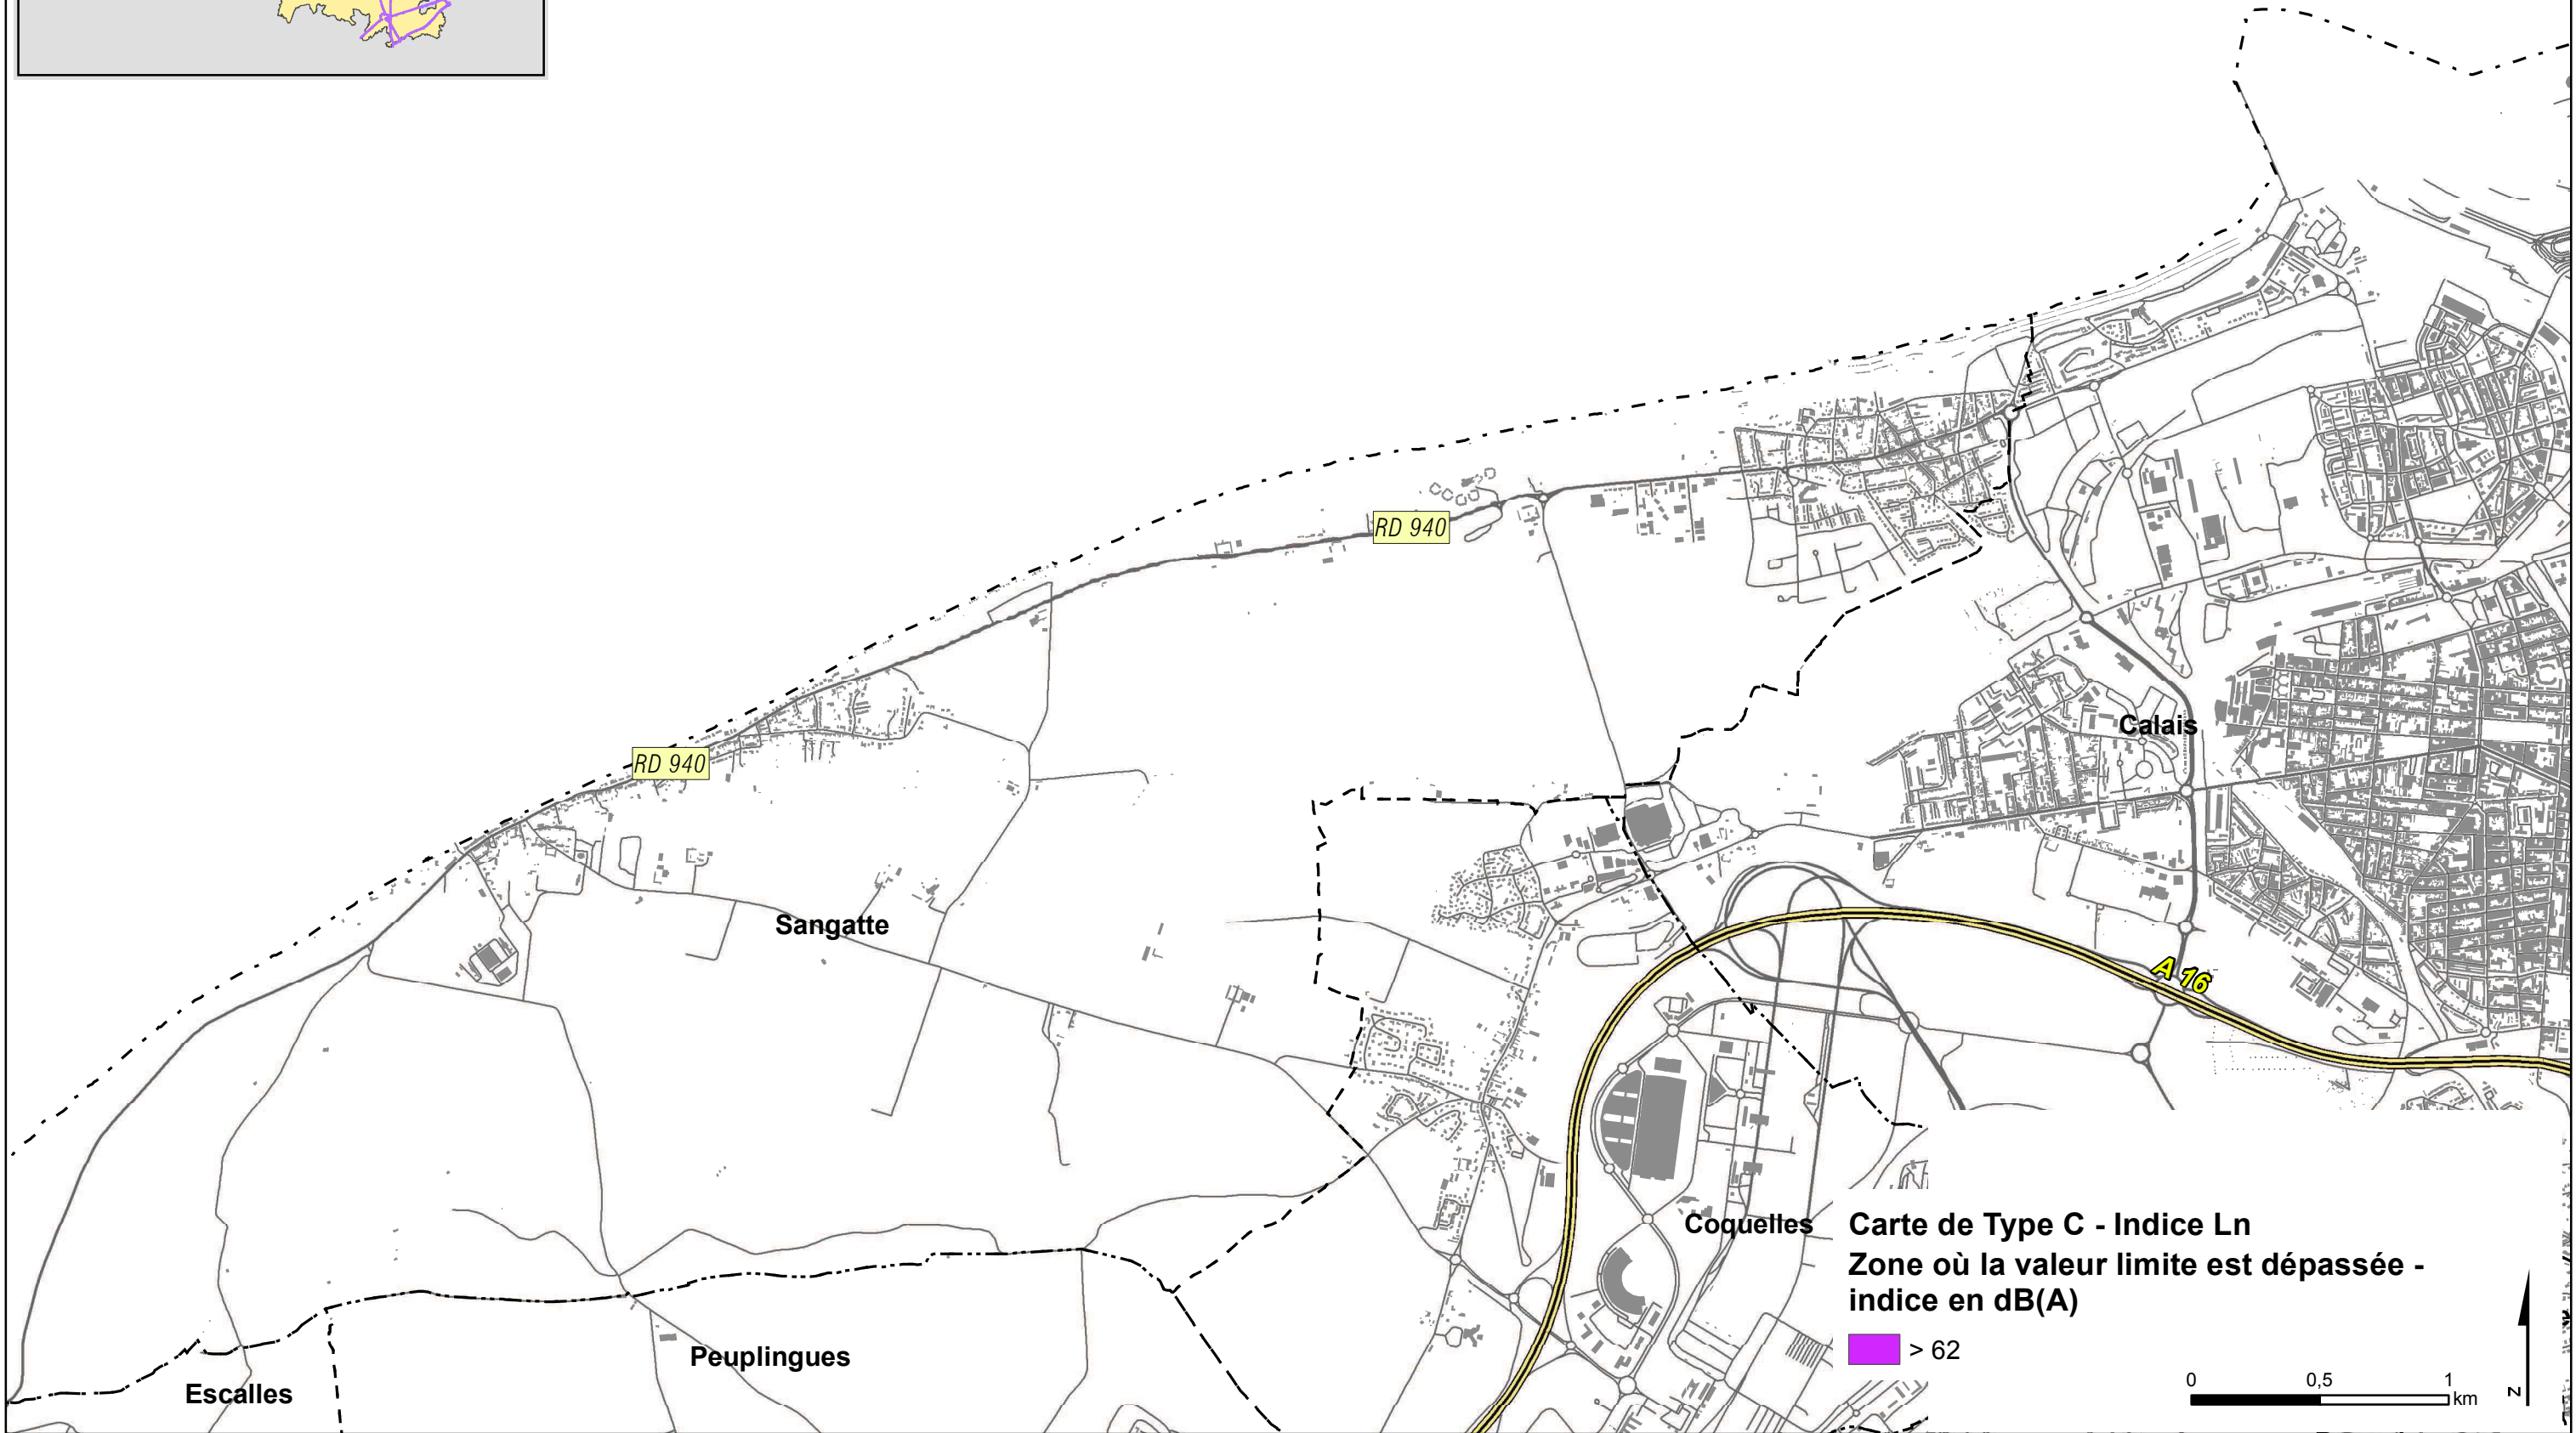 RD 940
RD 940
Calais
Sangatte
A 16
Coquelles
Peuplingues
Escalles
Carte de Type C - Indice Ln
Zone où la valeur limite est dépassée -
indice en dB(A)
> 62
0 0,5 1
km
N